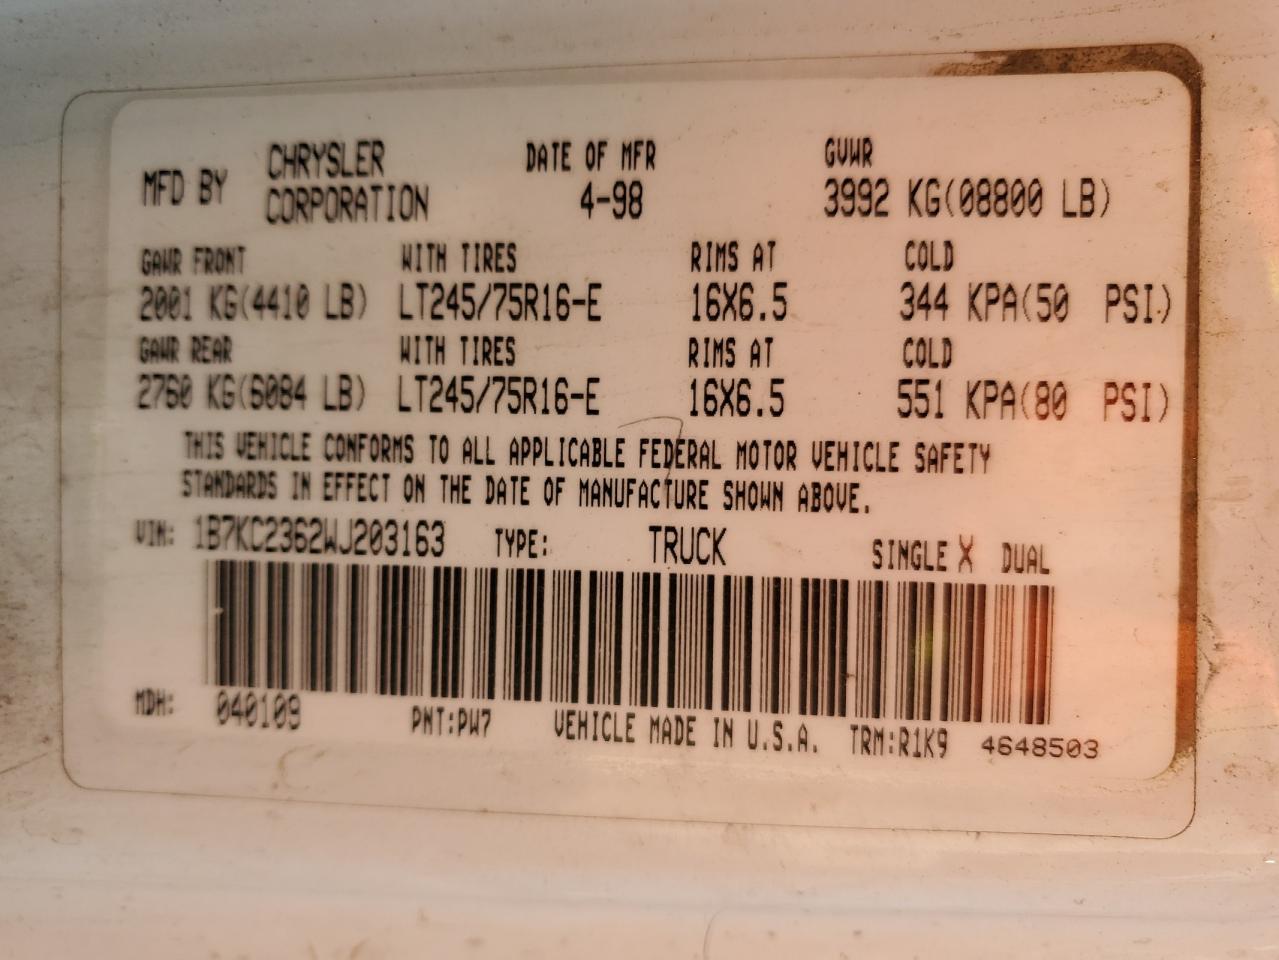 MFD BY CHRYSLER CORPORATION DATE OF MFR 4-98 GVWR 3992 KG(08800 LB)
GAWR FRONT WITH TIRES RIMS AT COLD
2001 KG(4410 LB) LT245/75R16-E 16X6.5 344 KPA(50 PSI)
GAWR REAR WITH TIRES RIMS AT COLD
2760 KG(6084 LB) LT245/75R16-E 16X6.5 551 KPA(80 PSI)
THIS VEHICLE CONFORMS TO ALL APPLICABLE FEDERAL MOTOR VEHICLE SAFETY
STANDARDS IN EFFECT ON THE DATE OF MANUFACTURE SHOWN ABOVE.
VIN: 1B7KC2362WJ203163 TYPE: TRUCK SINGLE X DUAL
MDH: 040109 PNT:PW7 VEHICLE MADE IN U.S.A. TRM:R1K9 4648503